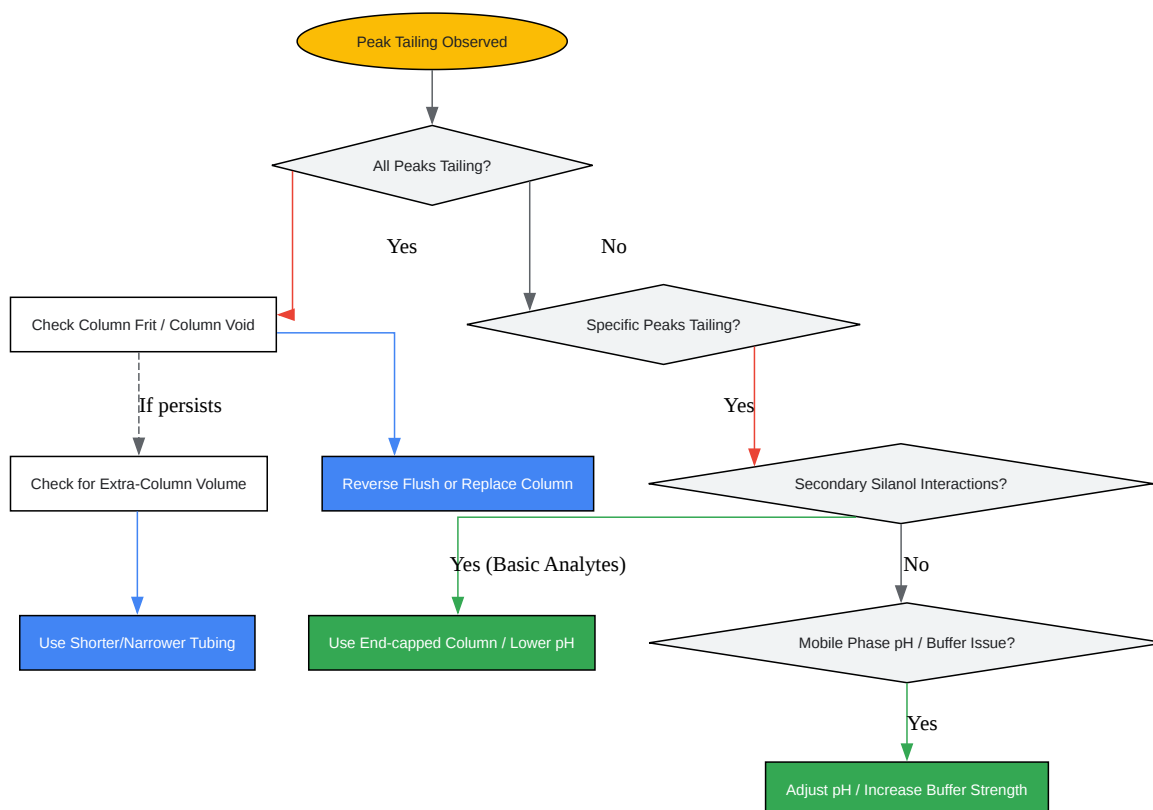 Peak Tailing Observed
All Peaks Tailing?
Yes
No
Check Column Frit / Column Void
Specific Peaks Tailing?
If persists
Yes
Check for Extra-Column Volume
Reverse Flush or Replace Column
Secondary Silanol Interactions?
Yes (Basic Analytes)
No
Use Shorter/Narrower Tubing
Use End-capped Column / Lower pH
Mobile Phase pH / Buffer Issue?
Yes
Adjust pH / Increase Buffer Strength